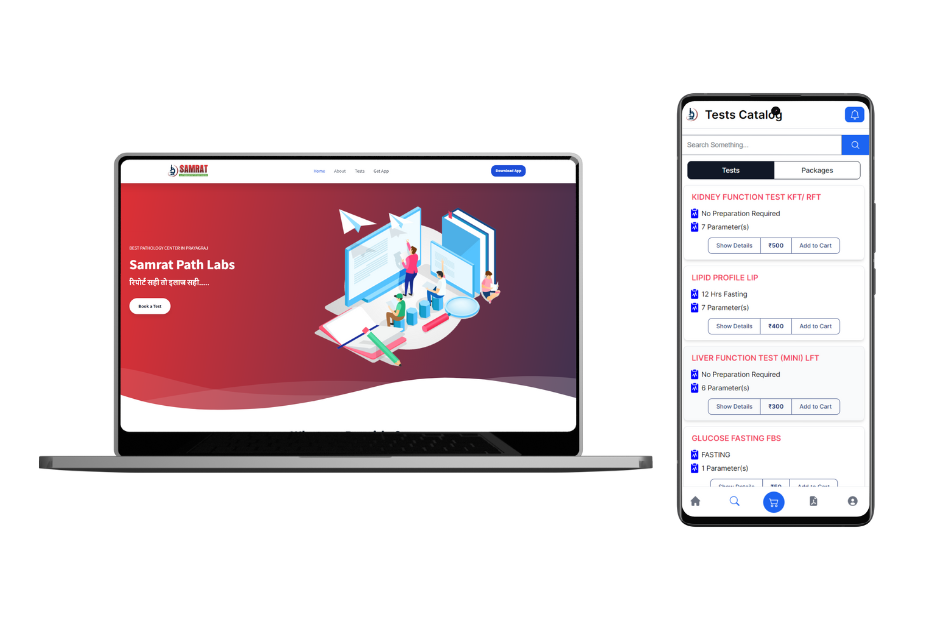 SAMRAT
Home About Tests Get App
Download App
BEST PATHOLOGY CENTER IN PRAYAGRAJ
Samrat Path Labs
रिपोर्ट सही तो इलाज सही.....
Book a Test
Tests Catalog
Search Something...
Tests Packages
KIDNEY FUNCTION TEST KFT/ RFT
No Preparation Required
7 Parameter(s)
Show Details ₹500 Add to Cart
LIPID PROFILE LIP
12 Hrs Fasting
7 Parameter(s)
Show Details ₹400 Add to Cart
LIVER FUNCTION TEST (MINI) LFT
No Preparation Required
6 Parameter(s)
Show Details ₹300 Add to Cart
GLUCOSE FASTING FBS
FASTING
1 Parameter(s)
Show Details ₹50 Add to Cart